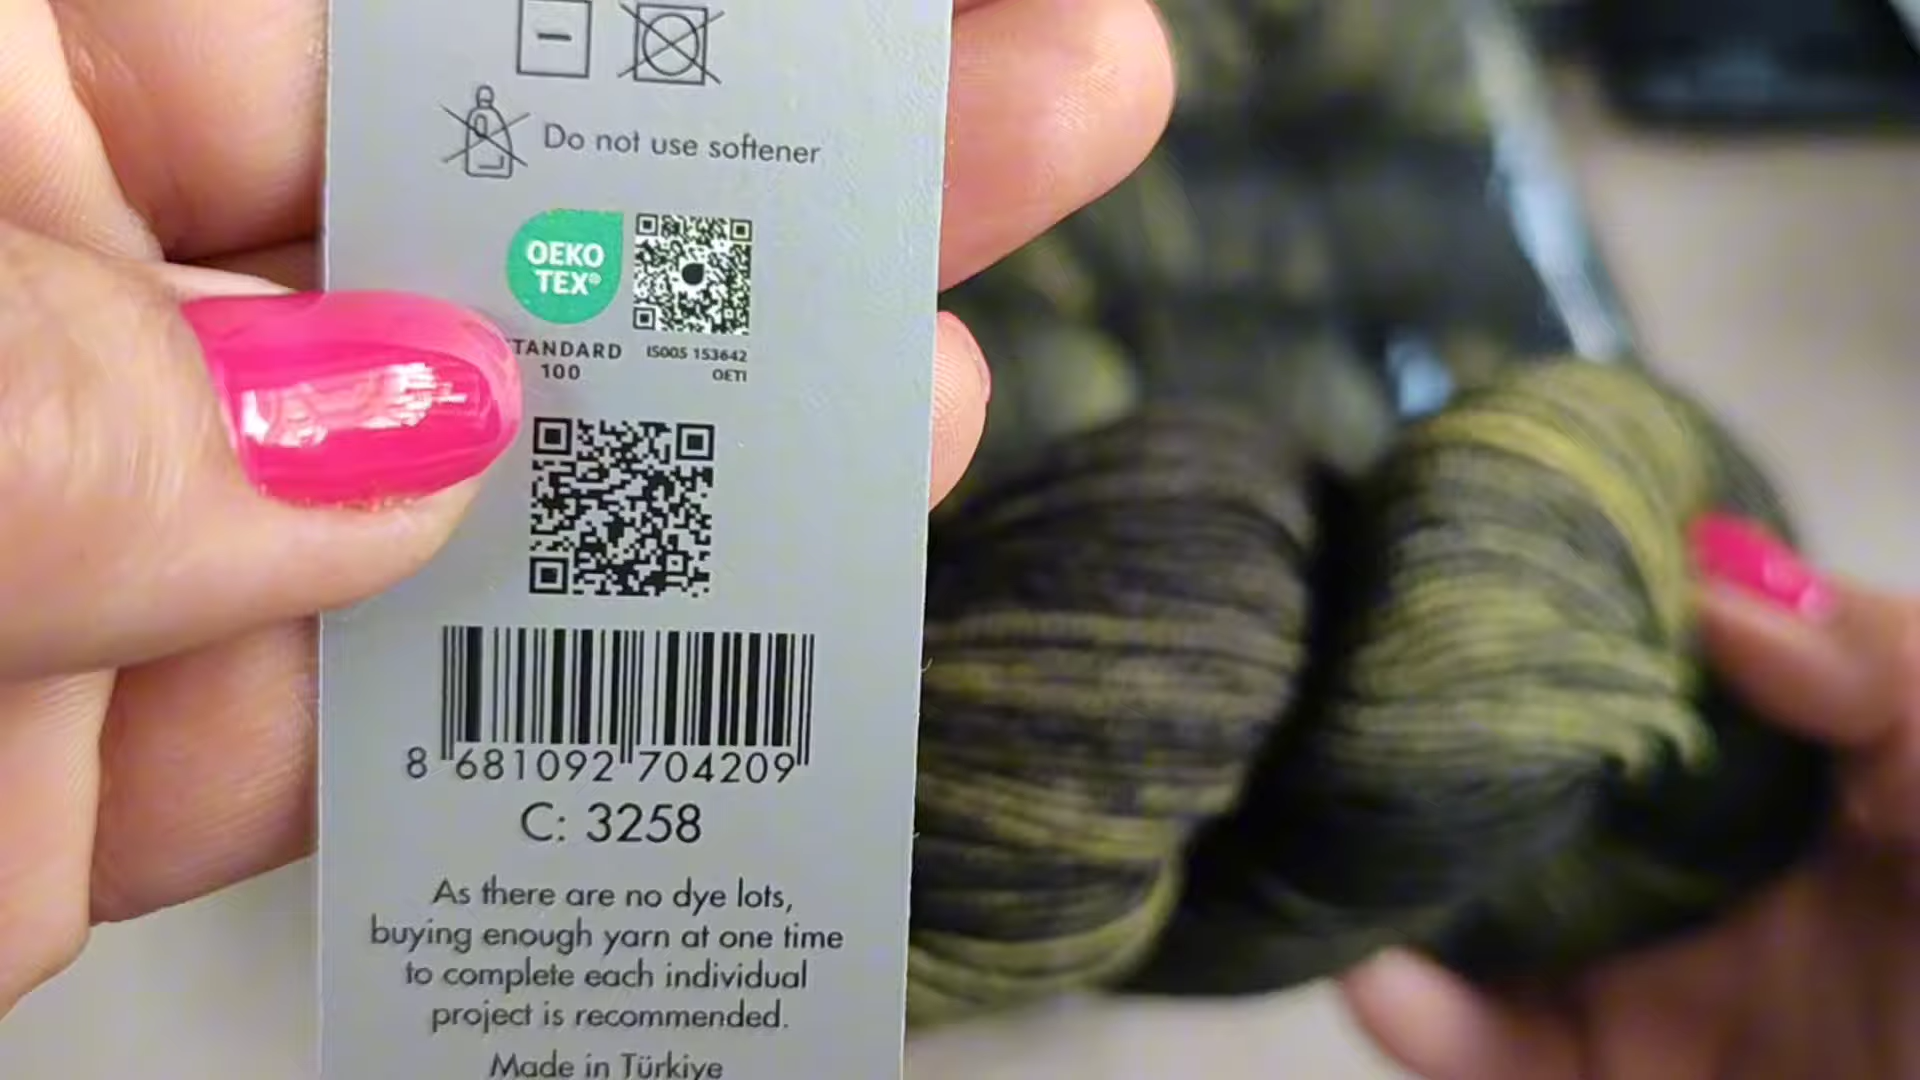 Do not use softener
OEKO
TEX®
TANDARD
100
IS005 153642
OETI
8 681092 704209
C: 3258
As there are no dye lots,
buying enough yarn at one time
to complete each individual
project is recommended.
Made in Türkiye